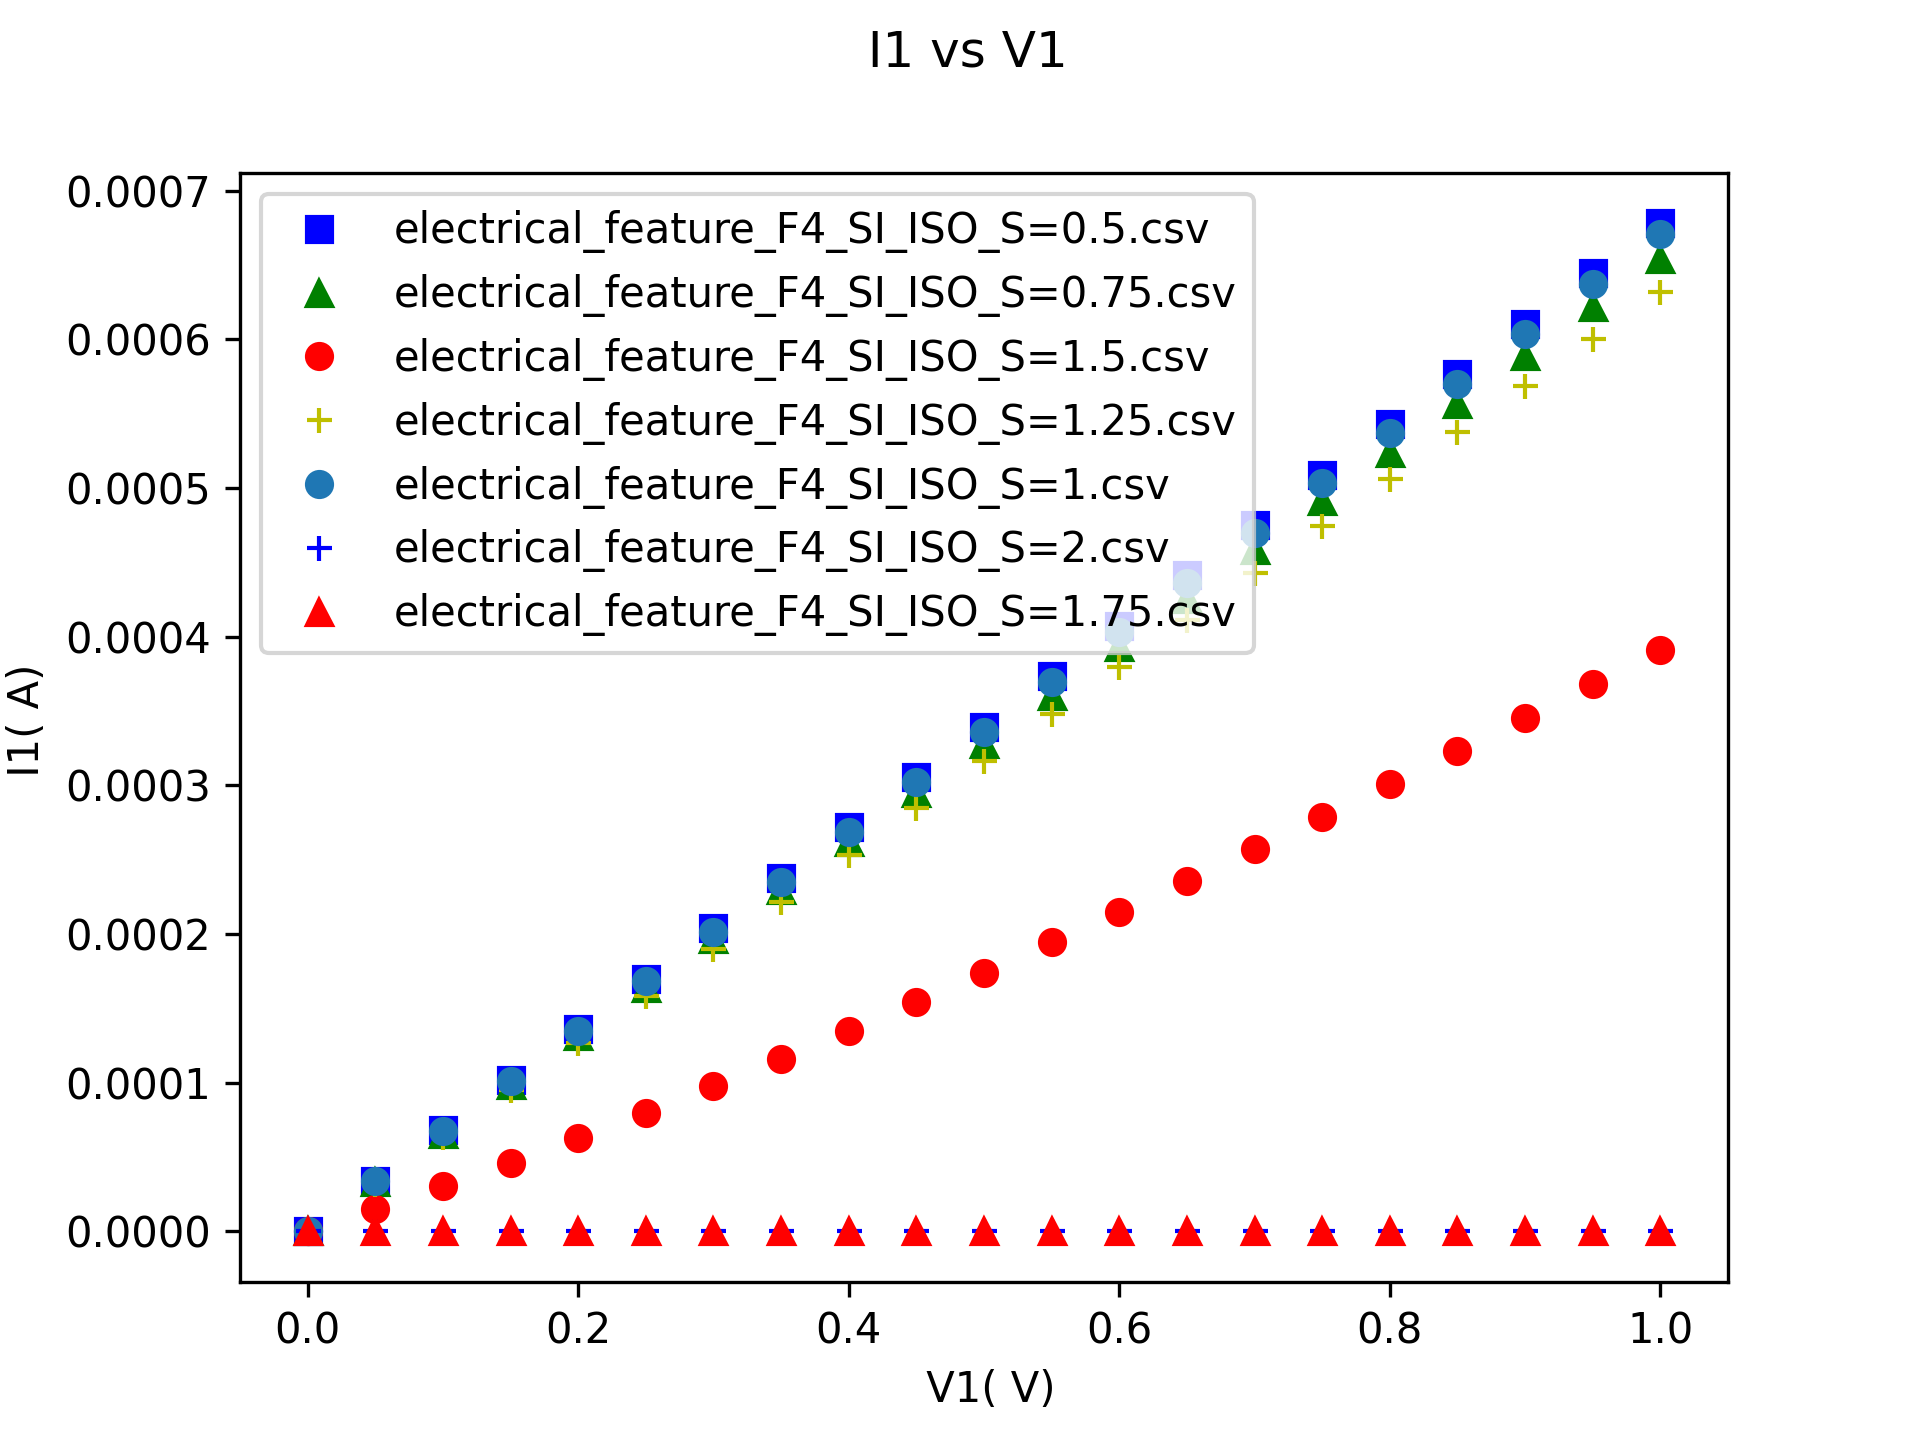 I1 vs V1
0.0007
0.0006
0.0005
0.0004
0.0003
0.0002
0.0001
0.0000
I1( A)
electrical_feature_F4_SI_ISO_S=0.5.csv
electrical_feature_F4_SI_ISO_S=0.75.csv
electrical_feature_F4_SI_ISO_S=1.5.csv
electrical_feature_F4_SI_ISO_S=1.25.csv
electrical_feature_F4_SI_ISO_S=1.csv
electrical_feature_F4_SI_ISO_S=2.csv
electrical_feature_F4_SI_ISO_S=1.75.csv
0.0 0.2 0.4 0.6 0.8 1.0
V1( V)